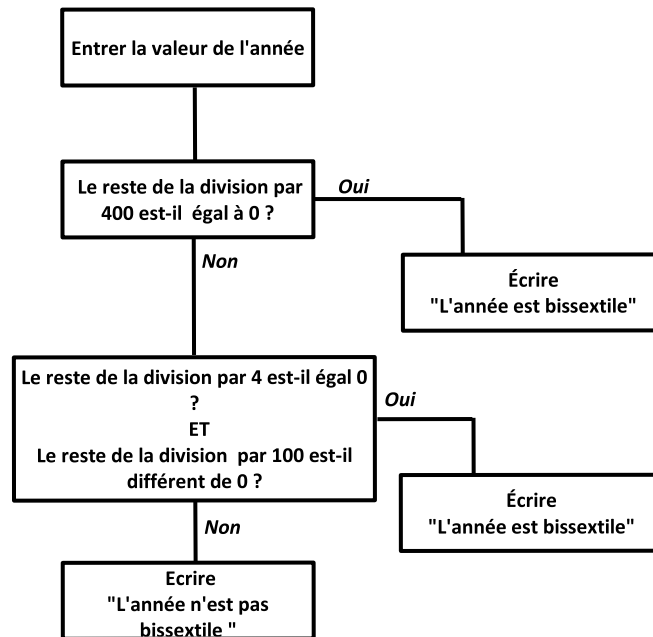 Entrer la valeur de l'année
Le reste de la division par
400 est-il égal à 0 ?
Oui
Non
Écrire
"L'année est bissextile"
Le reste de la division par 4 est-il égal 0
?
ET
Le reste de la division par 100 est-il
différent de 0 ?
Oui
Écrire
"L'année est bissextile"
Non
Ecrire
"L'année n'est pas
bissextile "